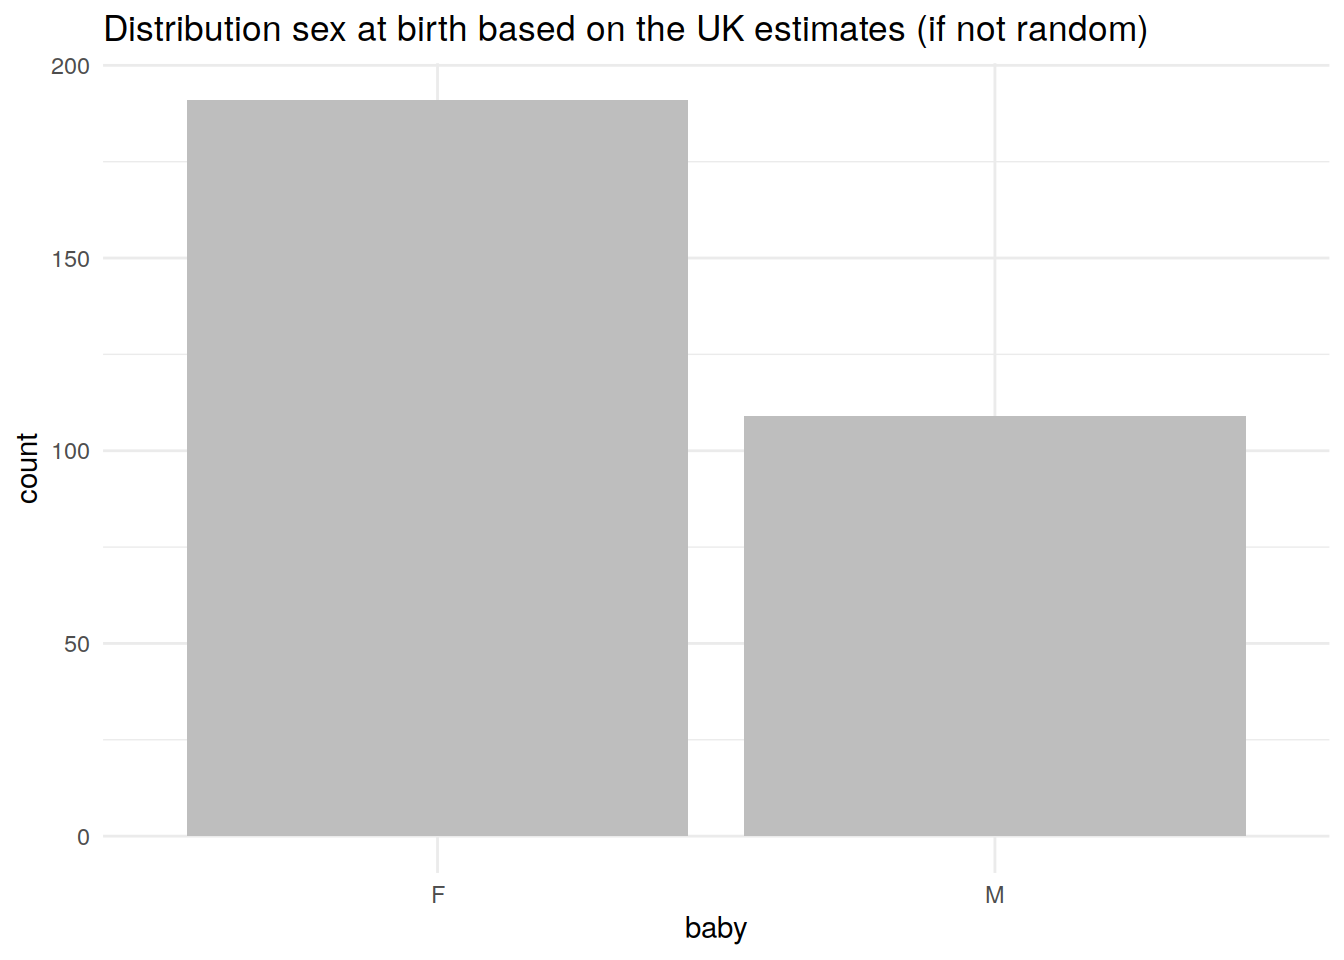 Distribution sex at birth based on the UK estimates (if not random)
200
150
100
50
0
count
F
M
baby